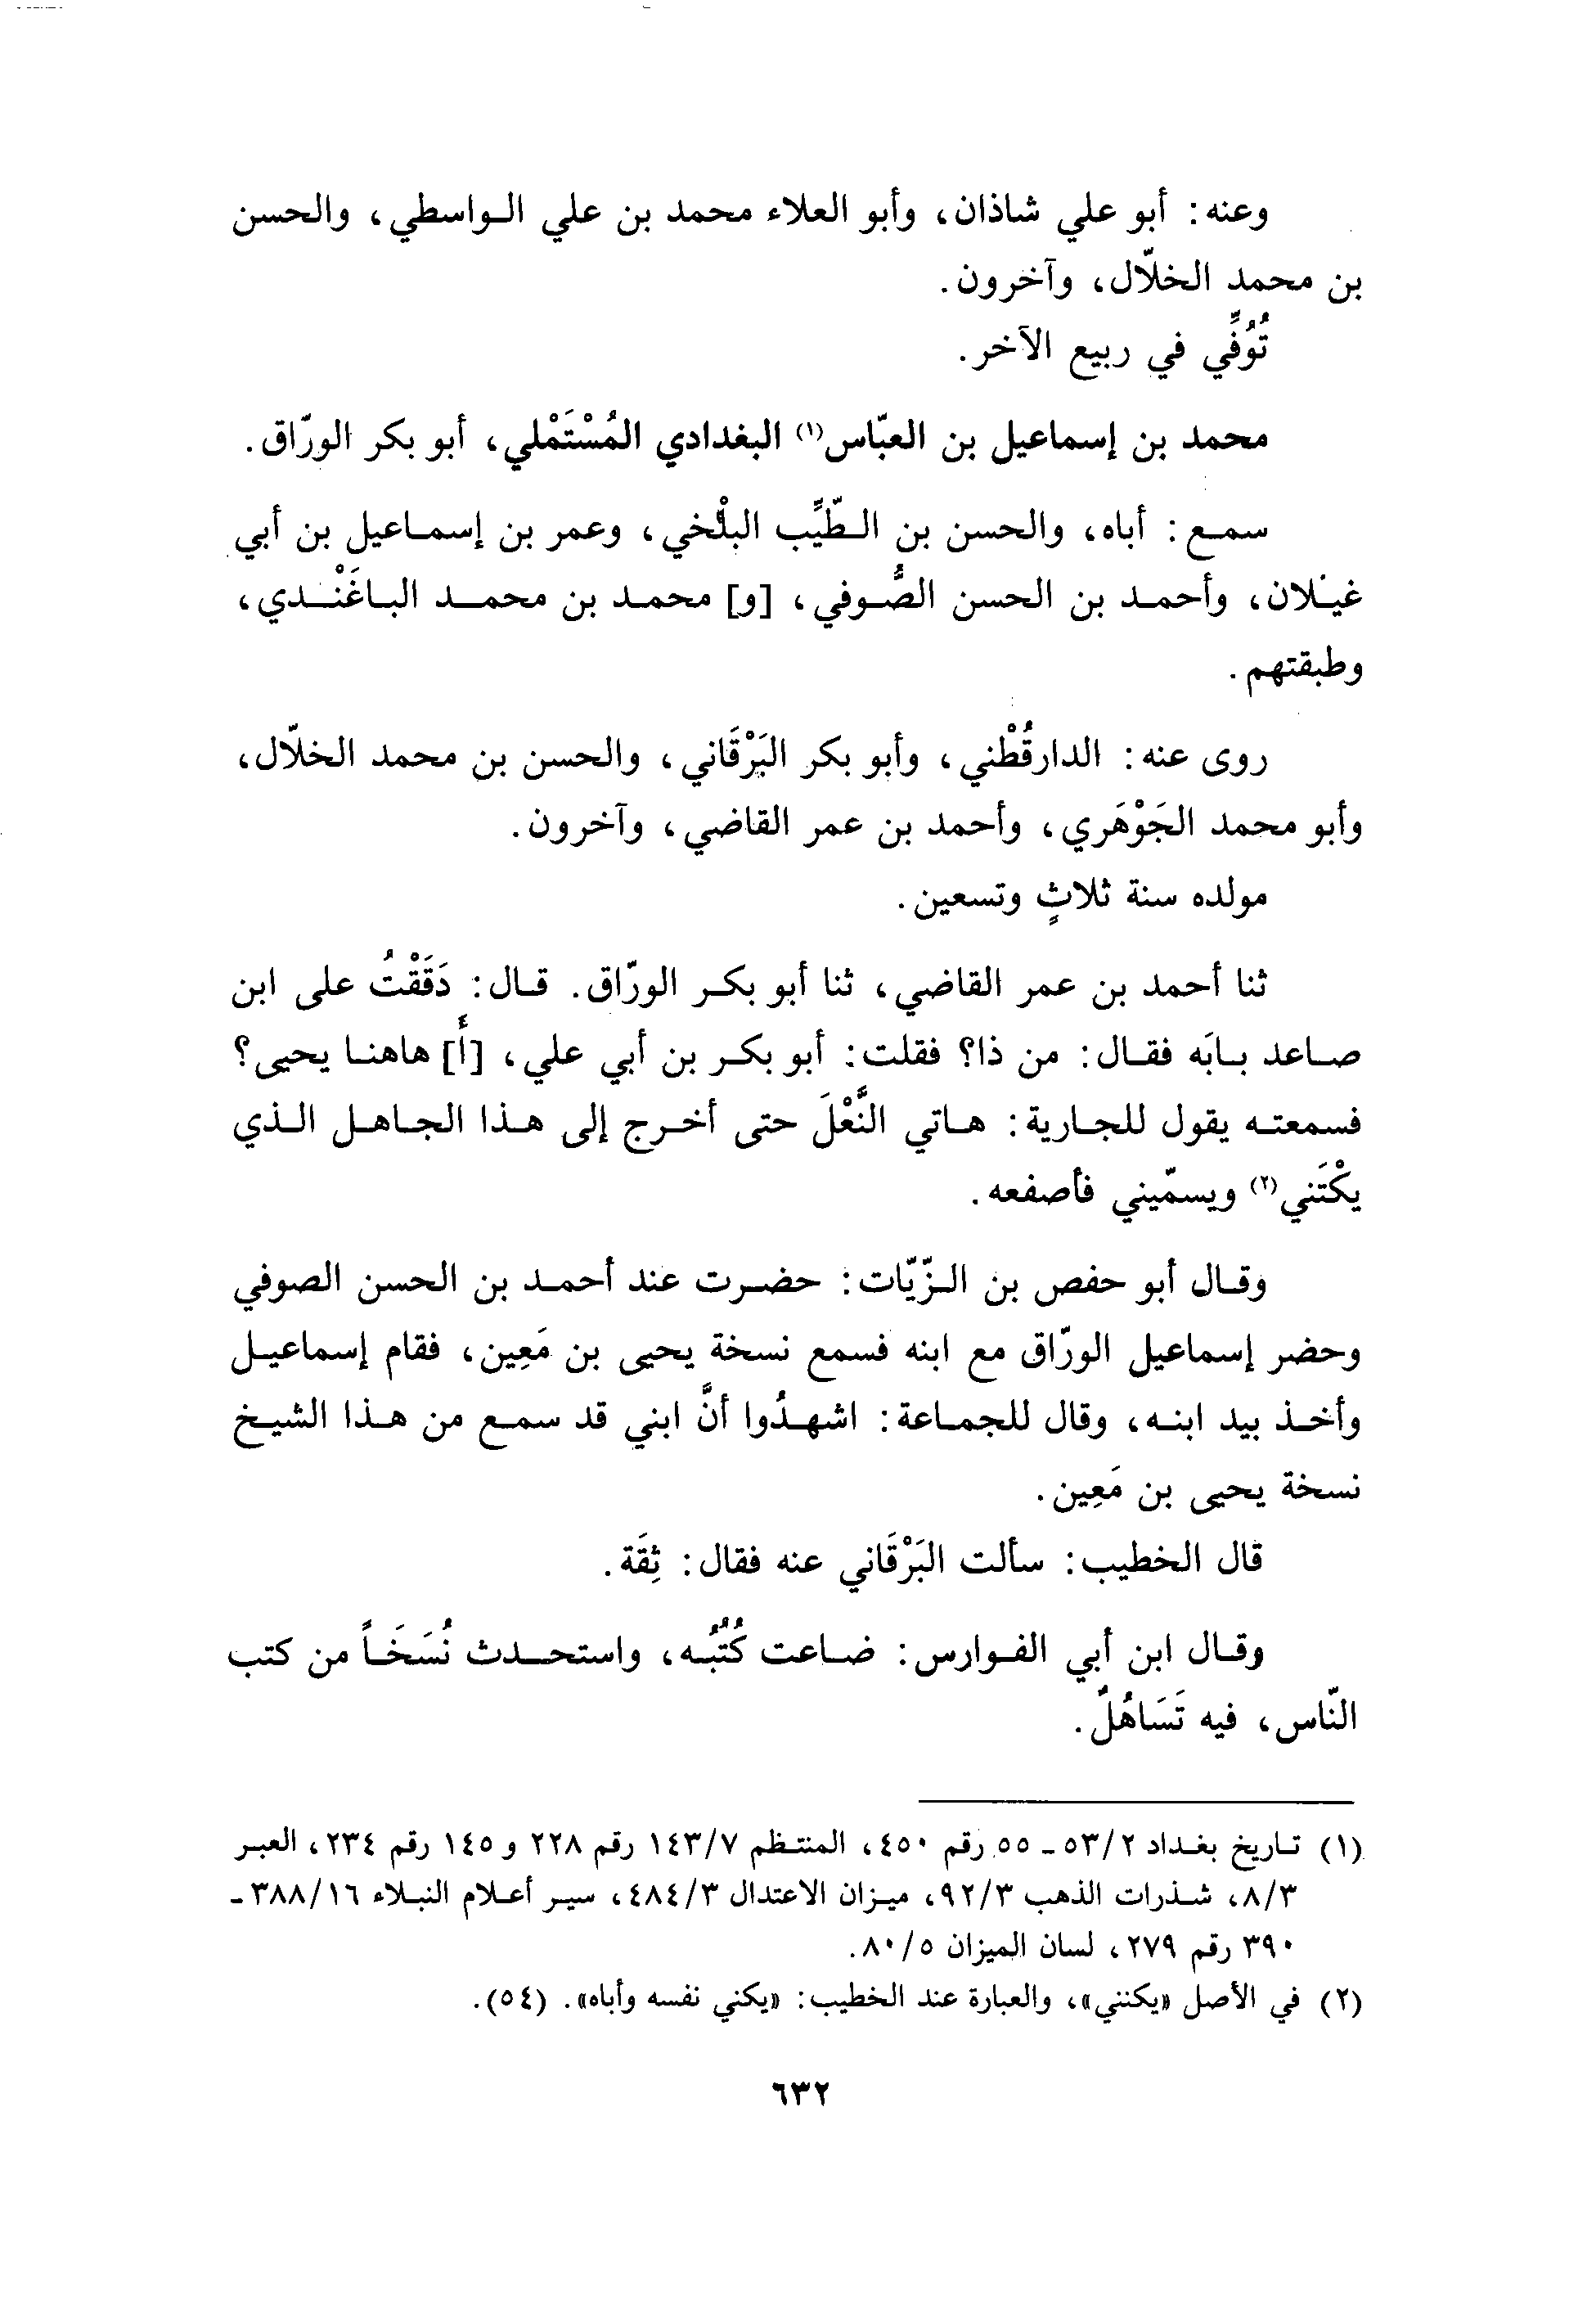 وعنه: أبو علي شاذان، وأبو العلاء محمد بن علي الواسطي، والحسن
بن محمد الخلّال، وآخرون.
تُوُفِّي في ربيع الآخر.
محمد بن إسماعيل بن العبّاس(١) البغدادي المُسْتَمْلي، أبو بكر الورّاق.
سمع: أباه، والحسن بن الطّيِّب البلْخي، وعمر بن إسماعيل بن أبي
غيْلان، وأحمد بن الحسن الصُّوفي، [و] محمد بن محمد الباغَنْدي،
وطبقتهم.
روى عنه: الدارقُطْني، وأبو بكر البَرْقَاني، والحسن بن محمد الخلّال،
وأبو محمد الجَوْهَري، وأحمد بن عمر القاضي، وآخرون.
مولده سنة ثلاثٍ وتسعين.
ثنا أحمد بن عمر القاضي، ثنا أبو بكر الورّاق. قال: دَقَقْتُ على ابن
صاعد بابَه فقال: من ذا؟ فقلت: أبو بكر بن أبي علي، [أَ] هاهنا يحيى؟
فسمعته يقول للجارية: هاتي النَّعْلَ حتى أخرج إلى هذا الجاهل الذي
يكْتَني(٢) ويسمّيني فأصفعه.
وقال أبو حفص بن الزّيّات: حضرت عند أحمد بن الحسن الصوفي
وحضر إسماعيل الورّاق مع ابنه فسمع نسخة يحيى بن مَعِين، فقام إسماعيل
وأخذ بيد ابنه، وقال للجماعة: اشهدُوا أنَّ ابني قد سمع من هذا الشيخ
نسخة يحيى بن مَعِين.
قال الخطيب: سألت البَرْقَاني عنه فقال: ثِقَة.
وقال ابن أبي الفوارس: ضاعت كُتُبُه، واستحدث نُسَخَاً من كتب
النّاس، فيه تَسَاهُلٌ.
(١) تاريخ بغداد ٥٣/٢ - ٥٥ رقم ٤٥٠، المنتظم ١٤٣/٧ رقم ٢٢٨ و ١٤٥ رقم ٢٣٤، العبر
٨/٣، شذرات الذهب ٩٢/٣، ميزان الاعتدال ٤٨٤/٣، سير أعلام النبلاء ٣٨٨/١٦ -
٣٩٠ رقم ٢٧٩، لسان الميزان ٨٠/٥.
(٢) في الأصل «يكنني»، والعبارة عند الخطيب: «يكني نفسه وأباه». (٥٤).
٦٣٢